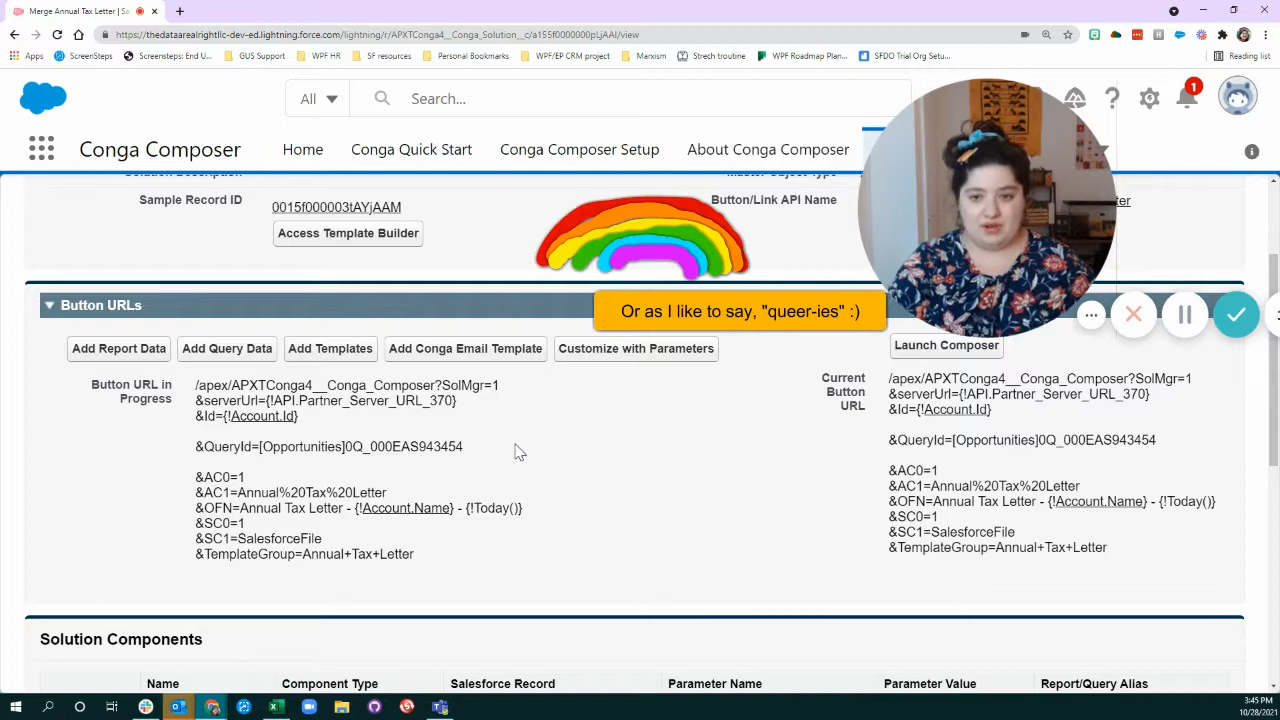 Merge Annual Tax Letter | Sa
https://thedataarealrightllc-dev-ed.lightning.force.com/lightning/r/APXTConga4__Conga_Solution__c/a155f0000000pLjAAI/view
Apps
ScreenSteps
Screensteps: End U...
GUS Support
WPF HR
SF resources
Personal Bookmarks
WPF/EP CRM project
Marxism
Strech troutline
WPF Roadmap Plann...
SFDO Trial Org Setu...
Reading list
All
Search...
1
Conga Composer
Home
Conga Quick Start
Conga Composer Setup
About Conga Composer
Solution Description
Master Object Type
Sample Record ID
0015f000003tAYjAAM
Button/Link API Name
Access Template Builder
Button URLs
Or as I like to say, "queer-ies" :)
Add Report Data
Add Query Data
Add Templates
Add Conga Email Template
Customize with Parameters
Launch Composer
Button URL in
Progress
/apex/APXTConga4__Conga_Composer?SolMgr=1
&serverUrl={!API.Partner_Server_URL_370}
&Id={!Account.Id}
&QueryId=[Opportunities]0Q_000EAS943454
&AC0=1
&AC1=Annual%20Tax%20Letter
&OFN=Annual Tax Letter - {!Account.Name} - {!Today()}
&SC0=1
&SC1=SalesforceFile
&TemplateGroup=Annual+Tax+Letter
Current
Button
URL
/apex/APXTConga4__Conga_Composer?SolMgr=1
&serverUrl={!API.Partner_Server_URL_370}
&Id={!Account.Id}
&QueryId=[Opportunities]0Q_000EAS943454
&AC0=1
&AC1=Annual%20Tax%20Letter
&OFN=Annual Tax Letter - {!Account.Name} - {!Today()}
&SC0=1
&SC1=SalesforceFile
&TemplateGroup=Annual+Tax+Letter
Solution Components
Name
Component Type
Salesforce Record
Parameter Name
Parameter Value
Report/Query Alias
3:45 PM
10/28/2021